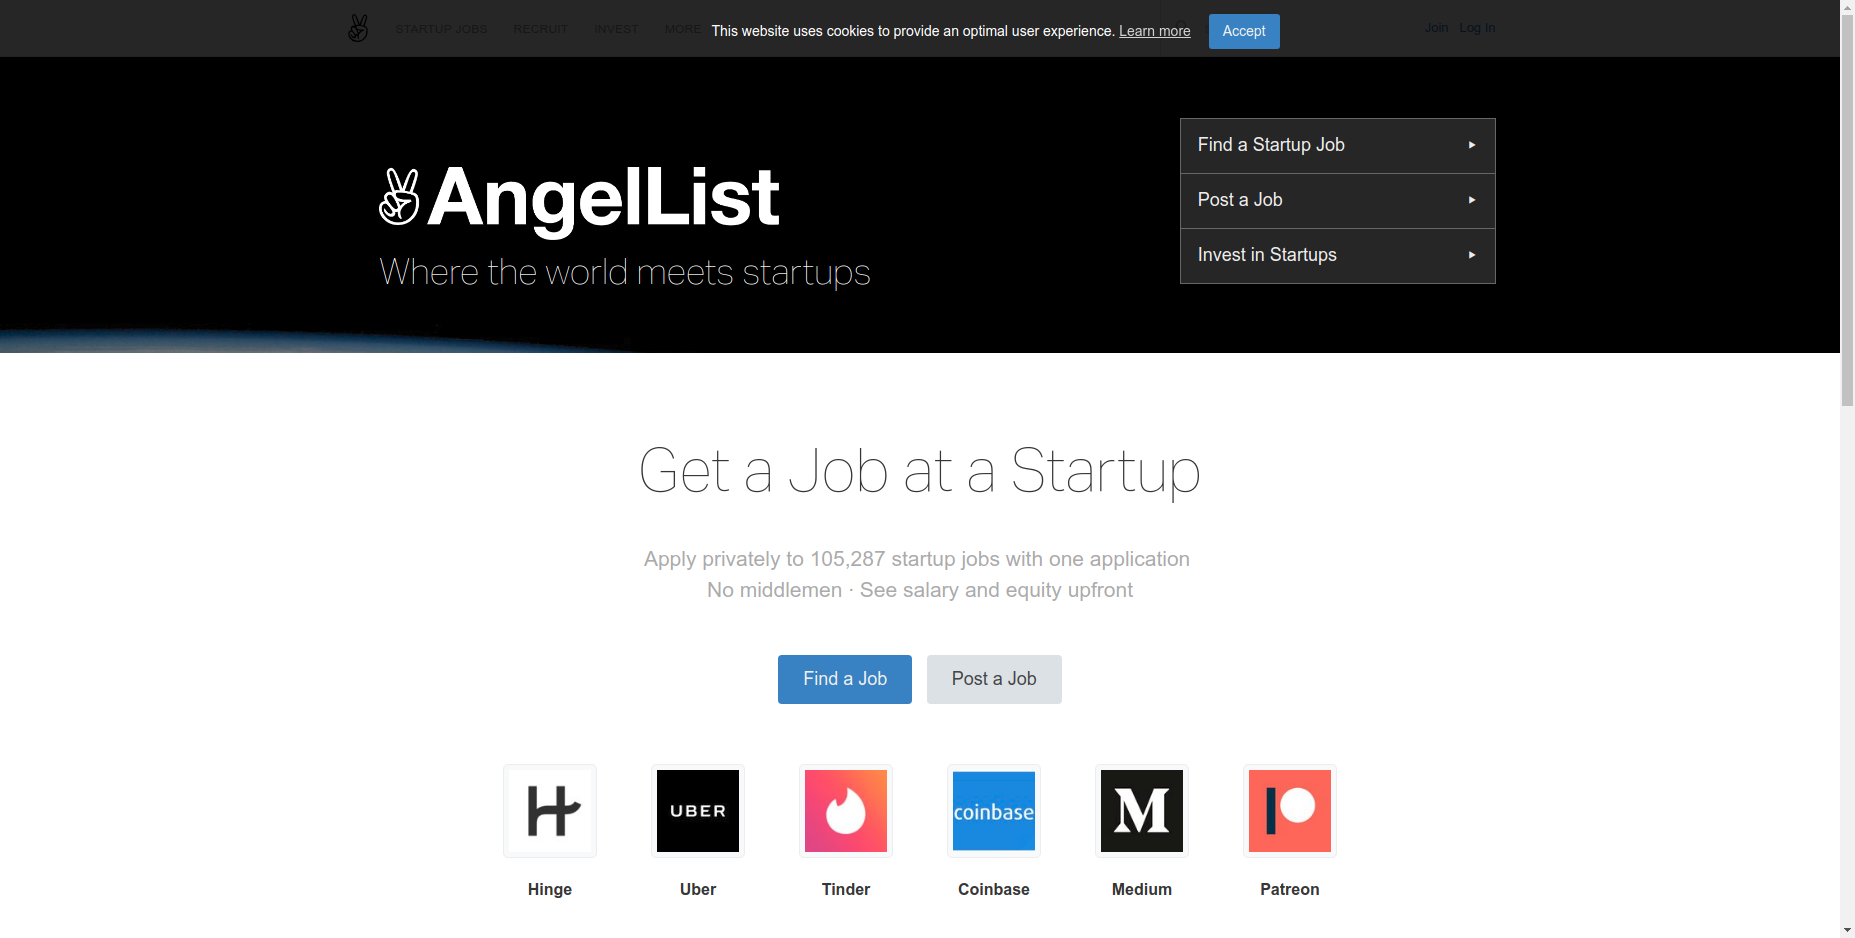 STARTUP JOBS RECRUIT INVEST MORE
This website uses cookies to provide an optimal user experience. Learn more Accept
Join Log In
AngelList
Where the world meets startups
Find a Startup Job
Post a Job
Invest in Startups
Get a Job at a Startup
Apply privately to 105,287 startup jobs with one application
No middlemen · See salary and equity upfront
Find a Job Post a Job
UBER
coinbase
M
Hinge Uber Tinder Coinbase Medium Patreon